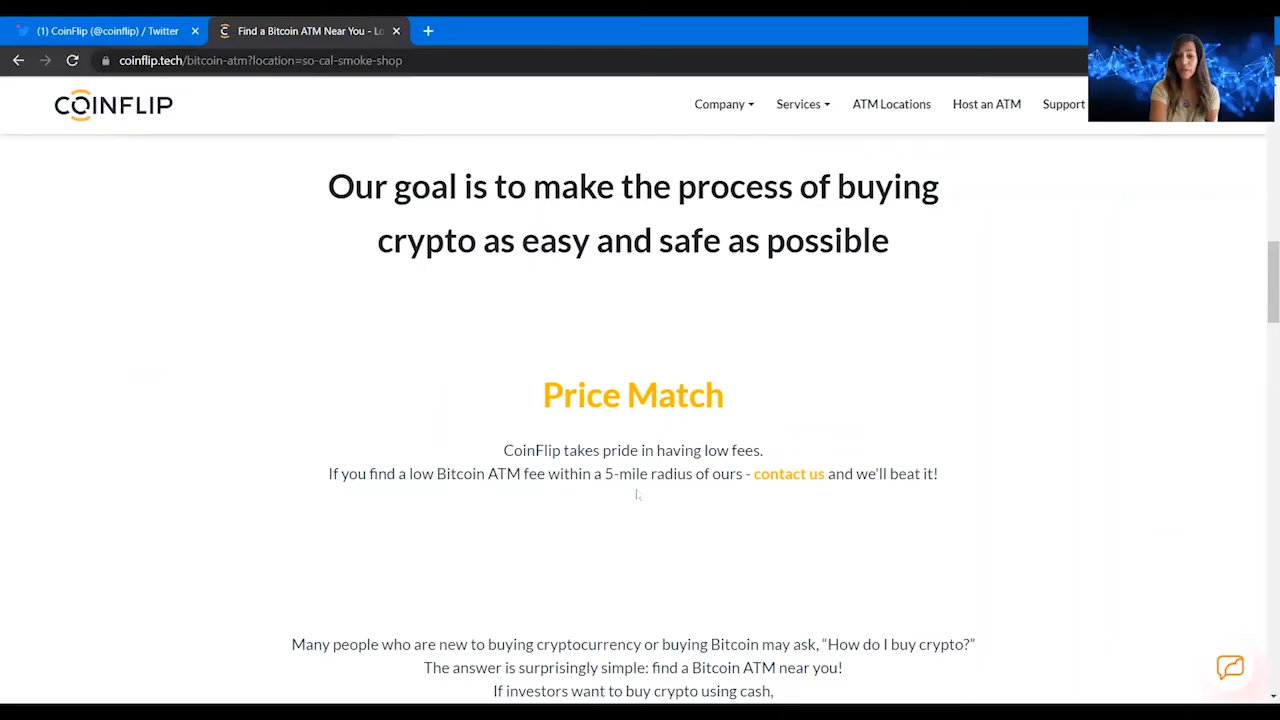 (1) CoinFlip (@coinflip) / Twitter
Find a Bitcoin ATM Near You - Lo
coinflip.tech/bitcoin-atm?location=so-cal-smoke-shop
COINFLIP
Company
Services
ATM Locations
Host an ATM
Support
Our goal is to make the process of buying
crypto as easy and safe as possible
Price Match
CoinFlip takes pride in having low fees.
If you find a low Bitcoin ATM fee within a 5-mile radius of ours - contact us and we'll beat it!
Many people who are new to buying cryptocurrency or buying Bitcoin may ask, “How do I buy crypto?”
The answer is surprisingly simple: find a Bitcoin ATM near you!
If investors want to buy crypto using cash,